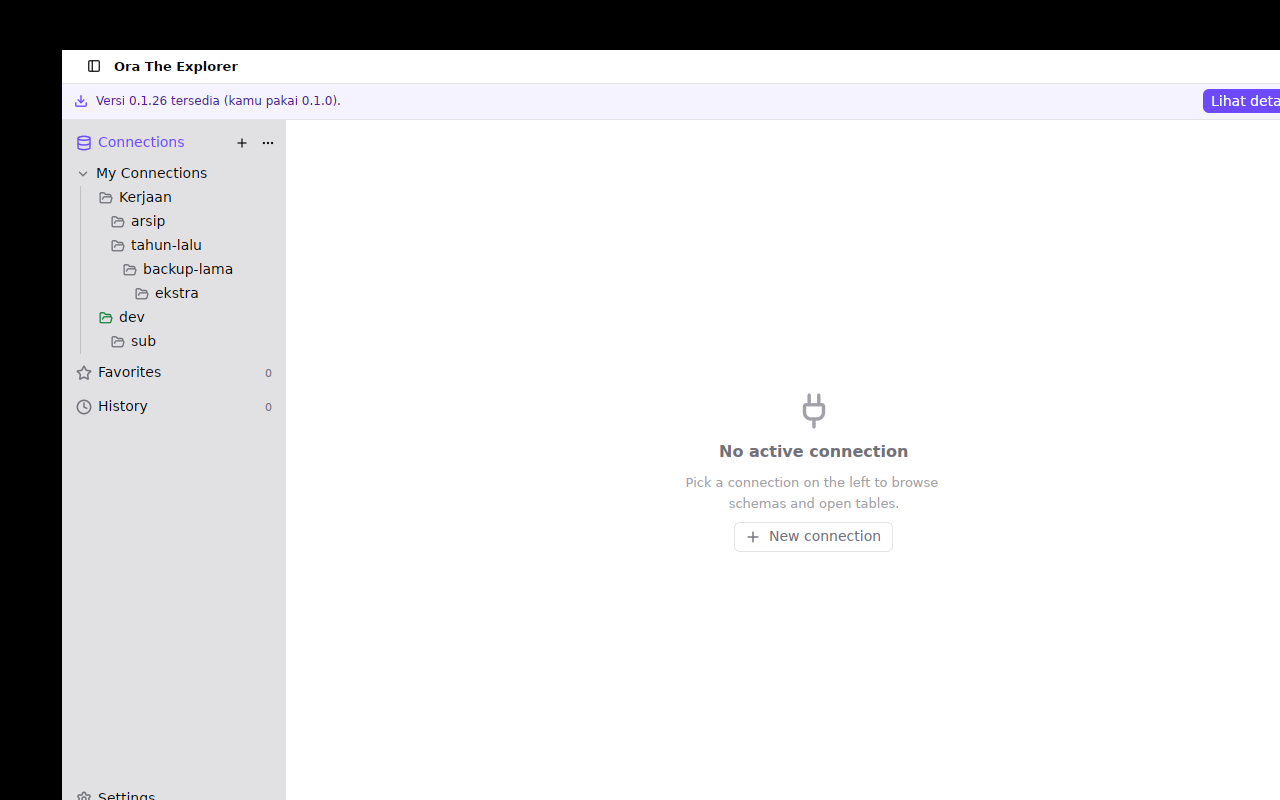 Ora The Explorer
Versi 0.1.26 tersedia (kamu pakai 0.1.0).
Lihat deta
Connections
My Connections
Kerjaan
arsip
tahun-lalu
backup-lama
ekstra
dev
sub
Favorites 0
History 0
No active connection
Pick a connection on the left to browse
schemas and open tables.
New connection
Settings